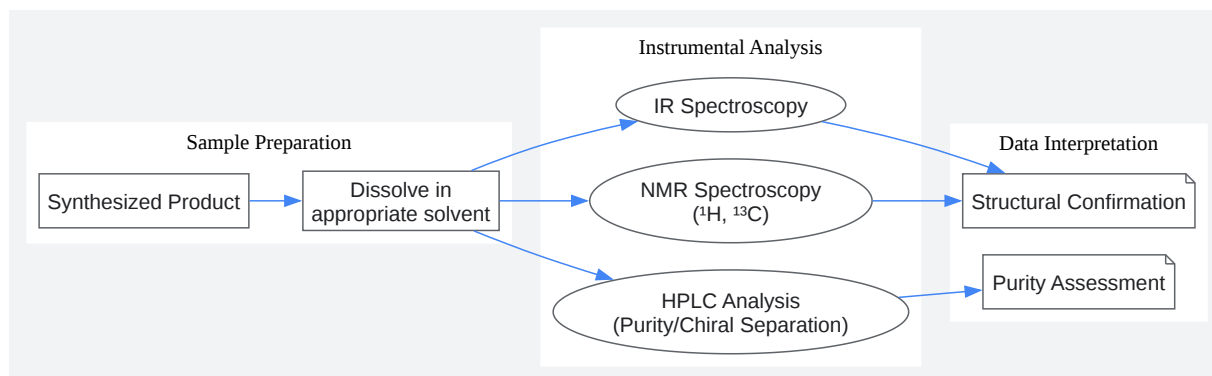 Sample Preparation
Synthesized Product
Dissolve in
appropriate solvent
Instrumental Analysis
IR Spectroscopy
NMR Spectroscopy
(¹H, ¹³C)
HPLC Analysis
(Purity/Chiral Separation)
Data Interpretation
Structural Confirmation
Purity Assessment